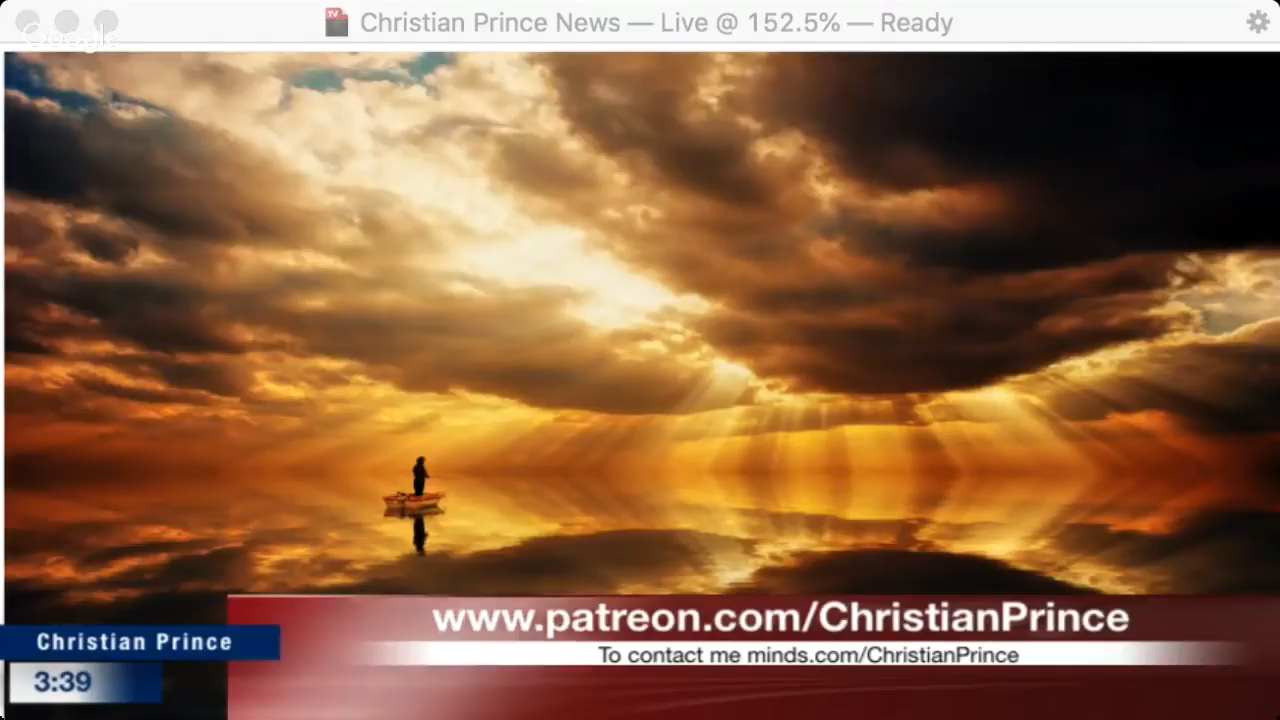 Christian Prince News — Live @ 152.5% — Ready
Google
TV
www.patreon.com/ChristianPrince
Christian Prince
To contact me minds.com/ChristianPrince
3:39